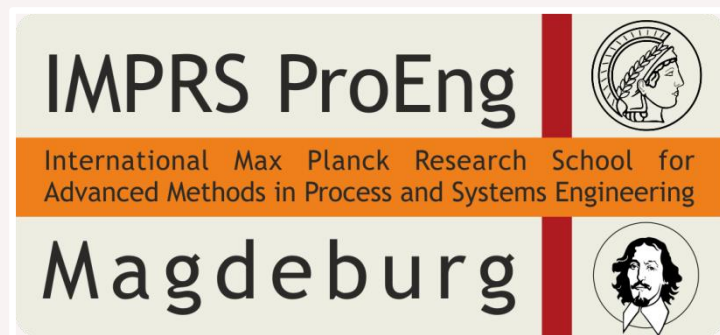 IMPRS ProEng
International Max Planck Research School for
Advanced Methods in Process and Systems Engineering
Magdeburg